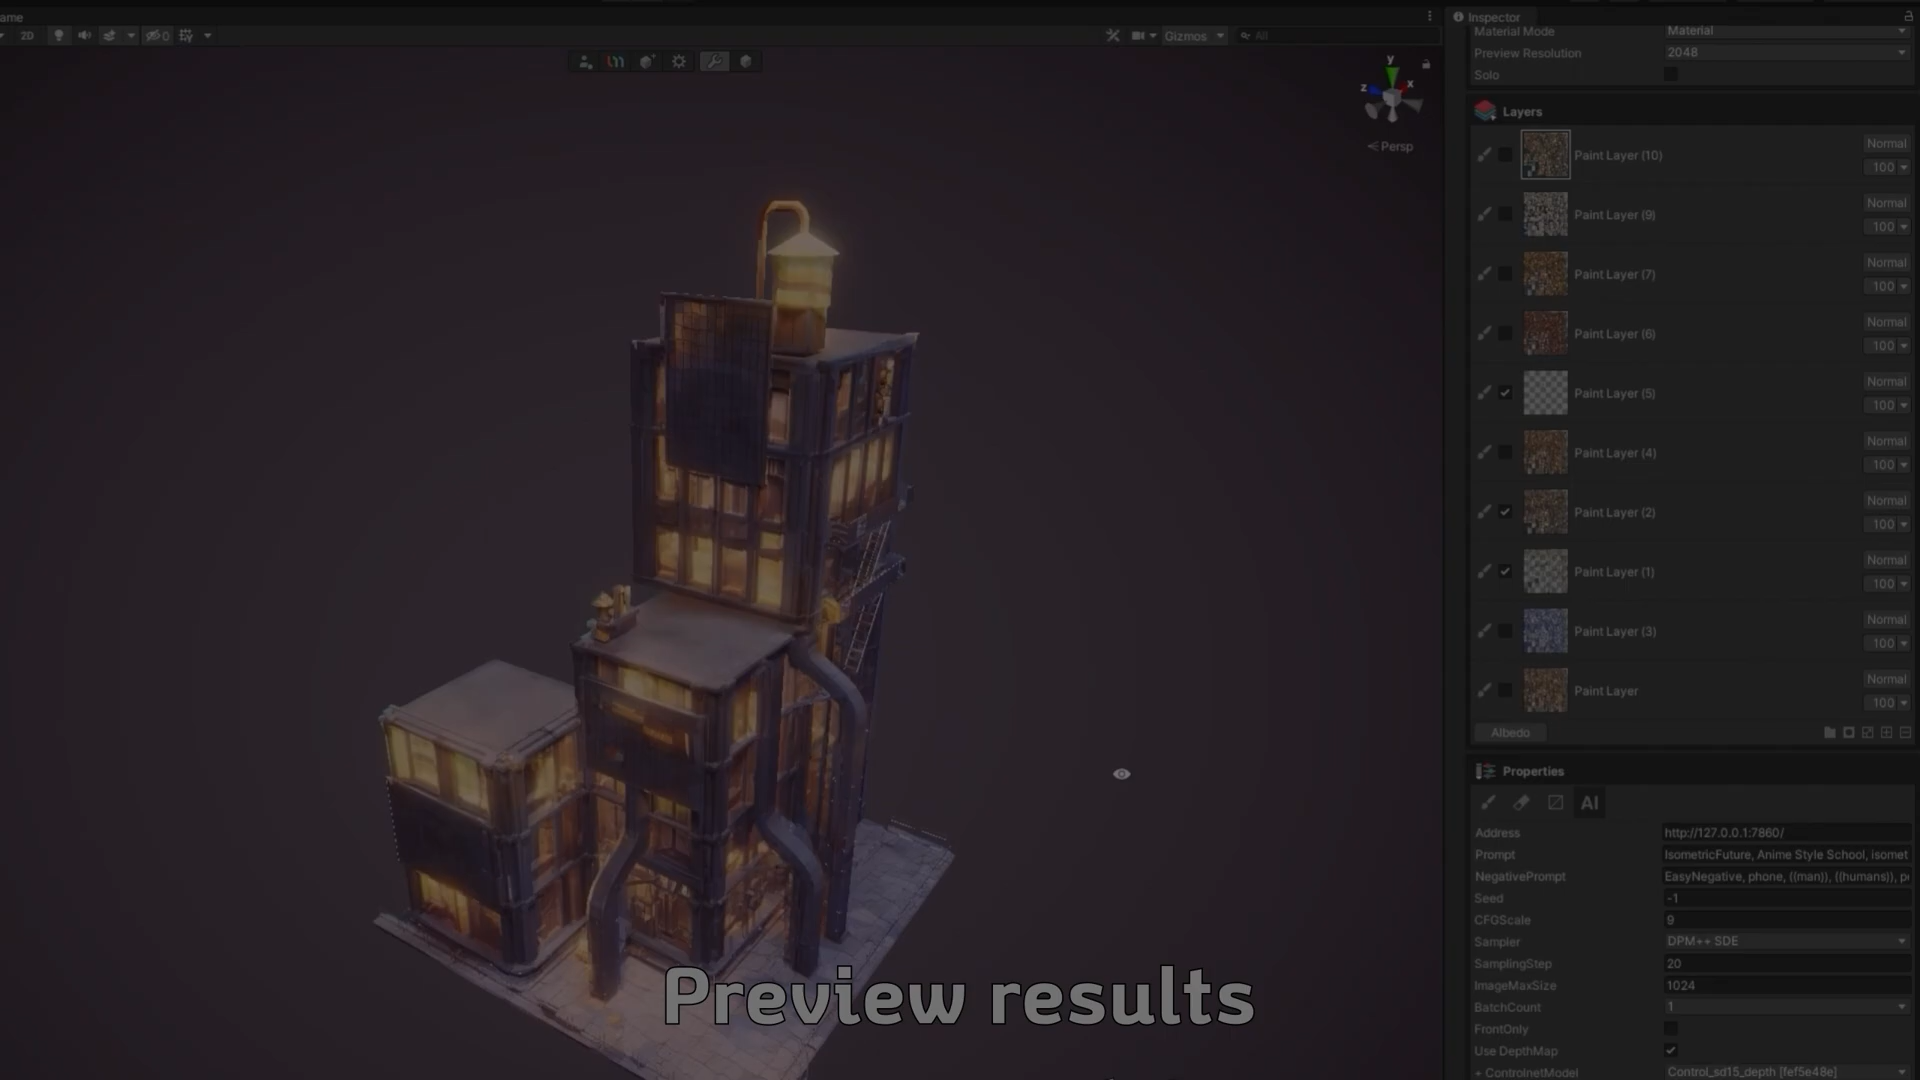 ame
2D
0
Gizmos
All
y
x
z
Persp
Preview results
Inspector
Material Mode Material
Preview Resolution 2048
Solo
Layers
Paint Layer (10) Normal 100
Paint Layer (9) Normal 100
Paint Layer (7) Normal 100
Paint Layer (6) Normal 100
Paint Layer (5) Normal 100
Paint Layer (4) Normal 100
Paint Layer (2) Normal 100
Paint Layer (1) Normal 100
Paint Layer (3) Normal 100
Paint Layer Normal 100
Albedo
Properties
AI
Address http://127.0.0.1:7860/
Prompt IsometricFuture, Anime Style School, isomet
NegativePrompt EasyNegative, phone, ((man)), ((humans)), p
Seed -1
CFGScale 9
Sampler DPM++ SDE
SamplingStep 20
ImageMaxSize 1024
BatchCount 1
FrontOnly
Use DepthMap
+ ControlnetModel Control_sd15_depth [fef5e48e]